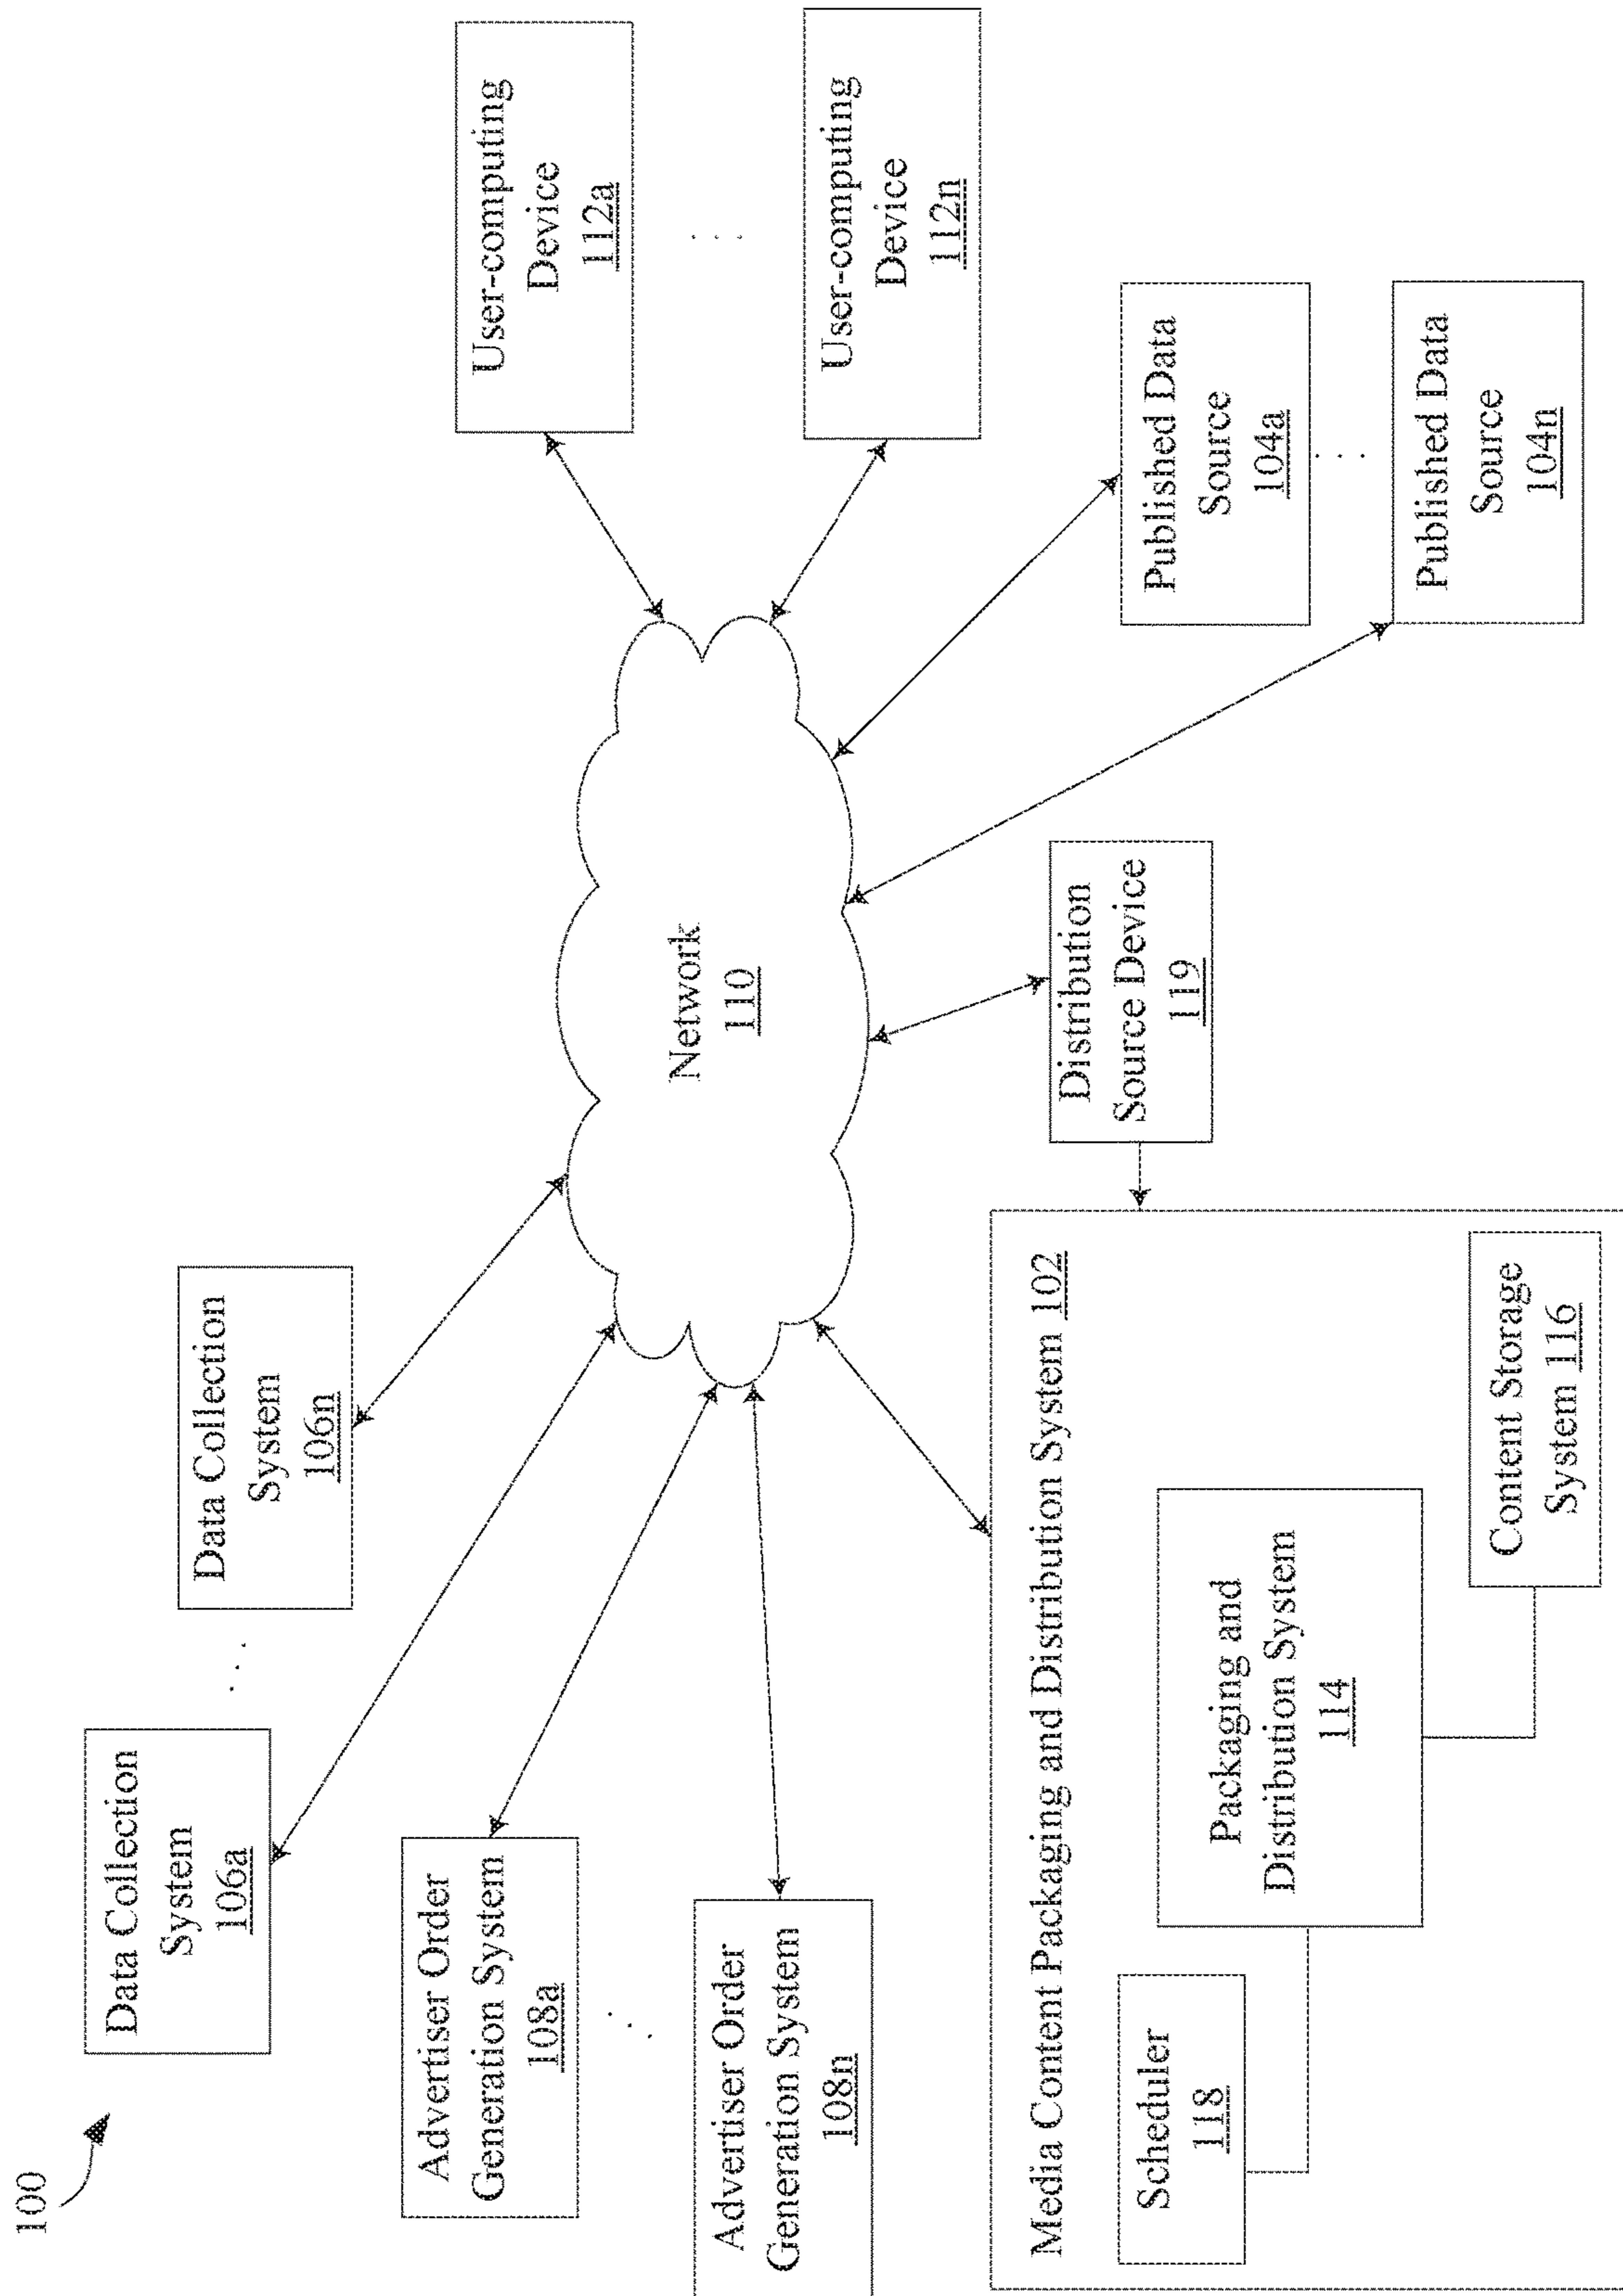 100
Data Collection
System
106a
Data Collection
System
106n
Advertiser Order
Generation System
108a
Advertiser Order
Generation System
108n
Network
110
User-computing
Device
112a
User-computing
Device
112n
Published Data
Source
104a
Published Data
Source
104n
Distribution
Source Device
119
Media Content Packaging and Distribution System 102
Scheduler
118
Packaging and
Distribution System
114
Content Storage
System 116